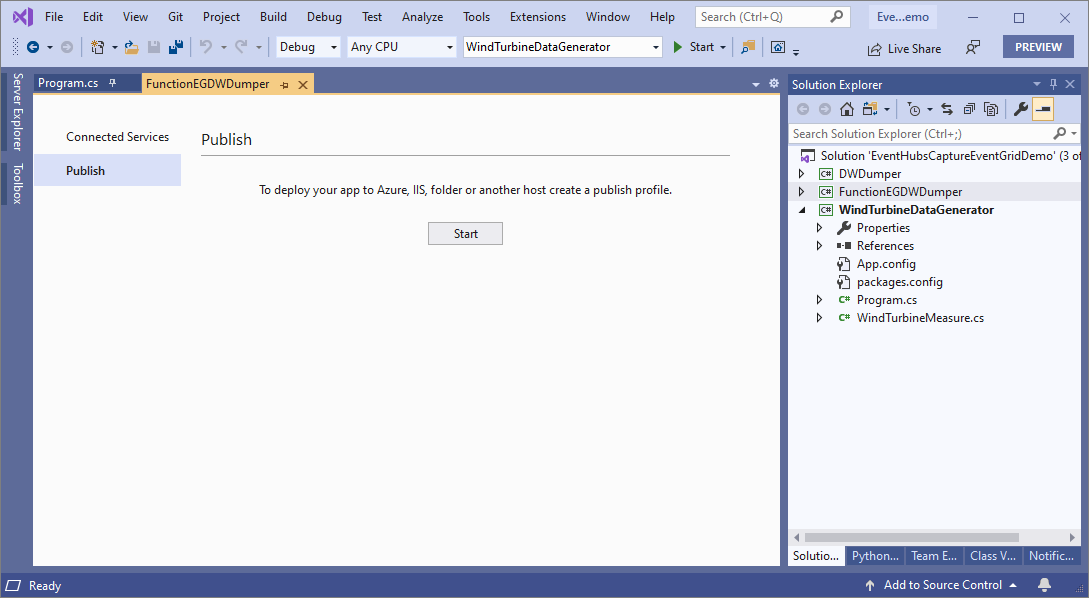 File Edit View Git Project Build Debug Test Analyze Tools Extensions Window Help Search (Ctrl+Q) Eve...emo
Debug Any CPU WindTurbineDataGenerator Start Live Share PREVIEW
Server Explorer
Toolbox
Program.cs FunctionEGDWDumper
Connected Services
Publish
Publish
To deploy your app to Azure, IIS, folder or another host create a publish profile.
Start
Solution Explorer
Search Solution Explorer (Ctrl+;)
Solution 'EventHubsCaptureEventGridDemo' (3 of
C# DWDumper
C# FunctionEGDWDumper
C# WindTurbineDataGenerator
Properties
References
App.config
packages.config
C# Program.cs
C# WindTurbineMeasure.cs
Solutio... Python... Team E... Class V... Notific...
Ready Add to Source Control